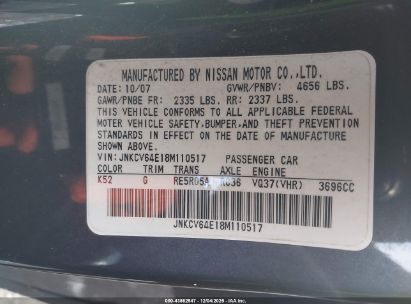 MANUFACTURED BY NISSAN MOTOR CO.,LTD.
DATE: 10/07 GVWR/PNBV: 4656 LBS.
GAWR/PNBE FR: 2335 LBS. RR: 2337 LBS.
THIS VEHICLE CONFORMS TO ALL APPLICABLE FEDERAL
MOTOR VEHICLE SAFETY,BUMPER,AND THEFT PREVENTION
STANDARDS IN EFFECT ON THE DATE OF MANUFACTURE
SHOWN ABOVE.
VIN: JNKCV64E18M110517 PASSENGER CAR
COLOR TRIM TRANS AXLE ENGINE
K52 G RE5R05A RC36 VQ37(VHR) 3696CC
JNKCV64E18M110517